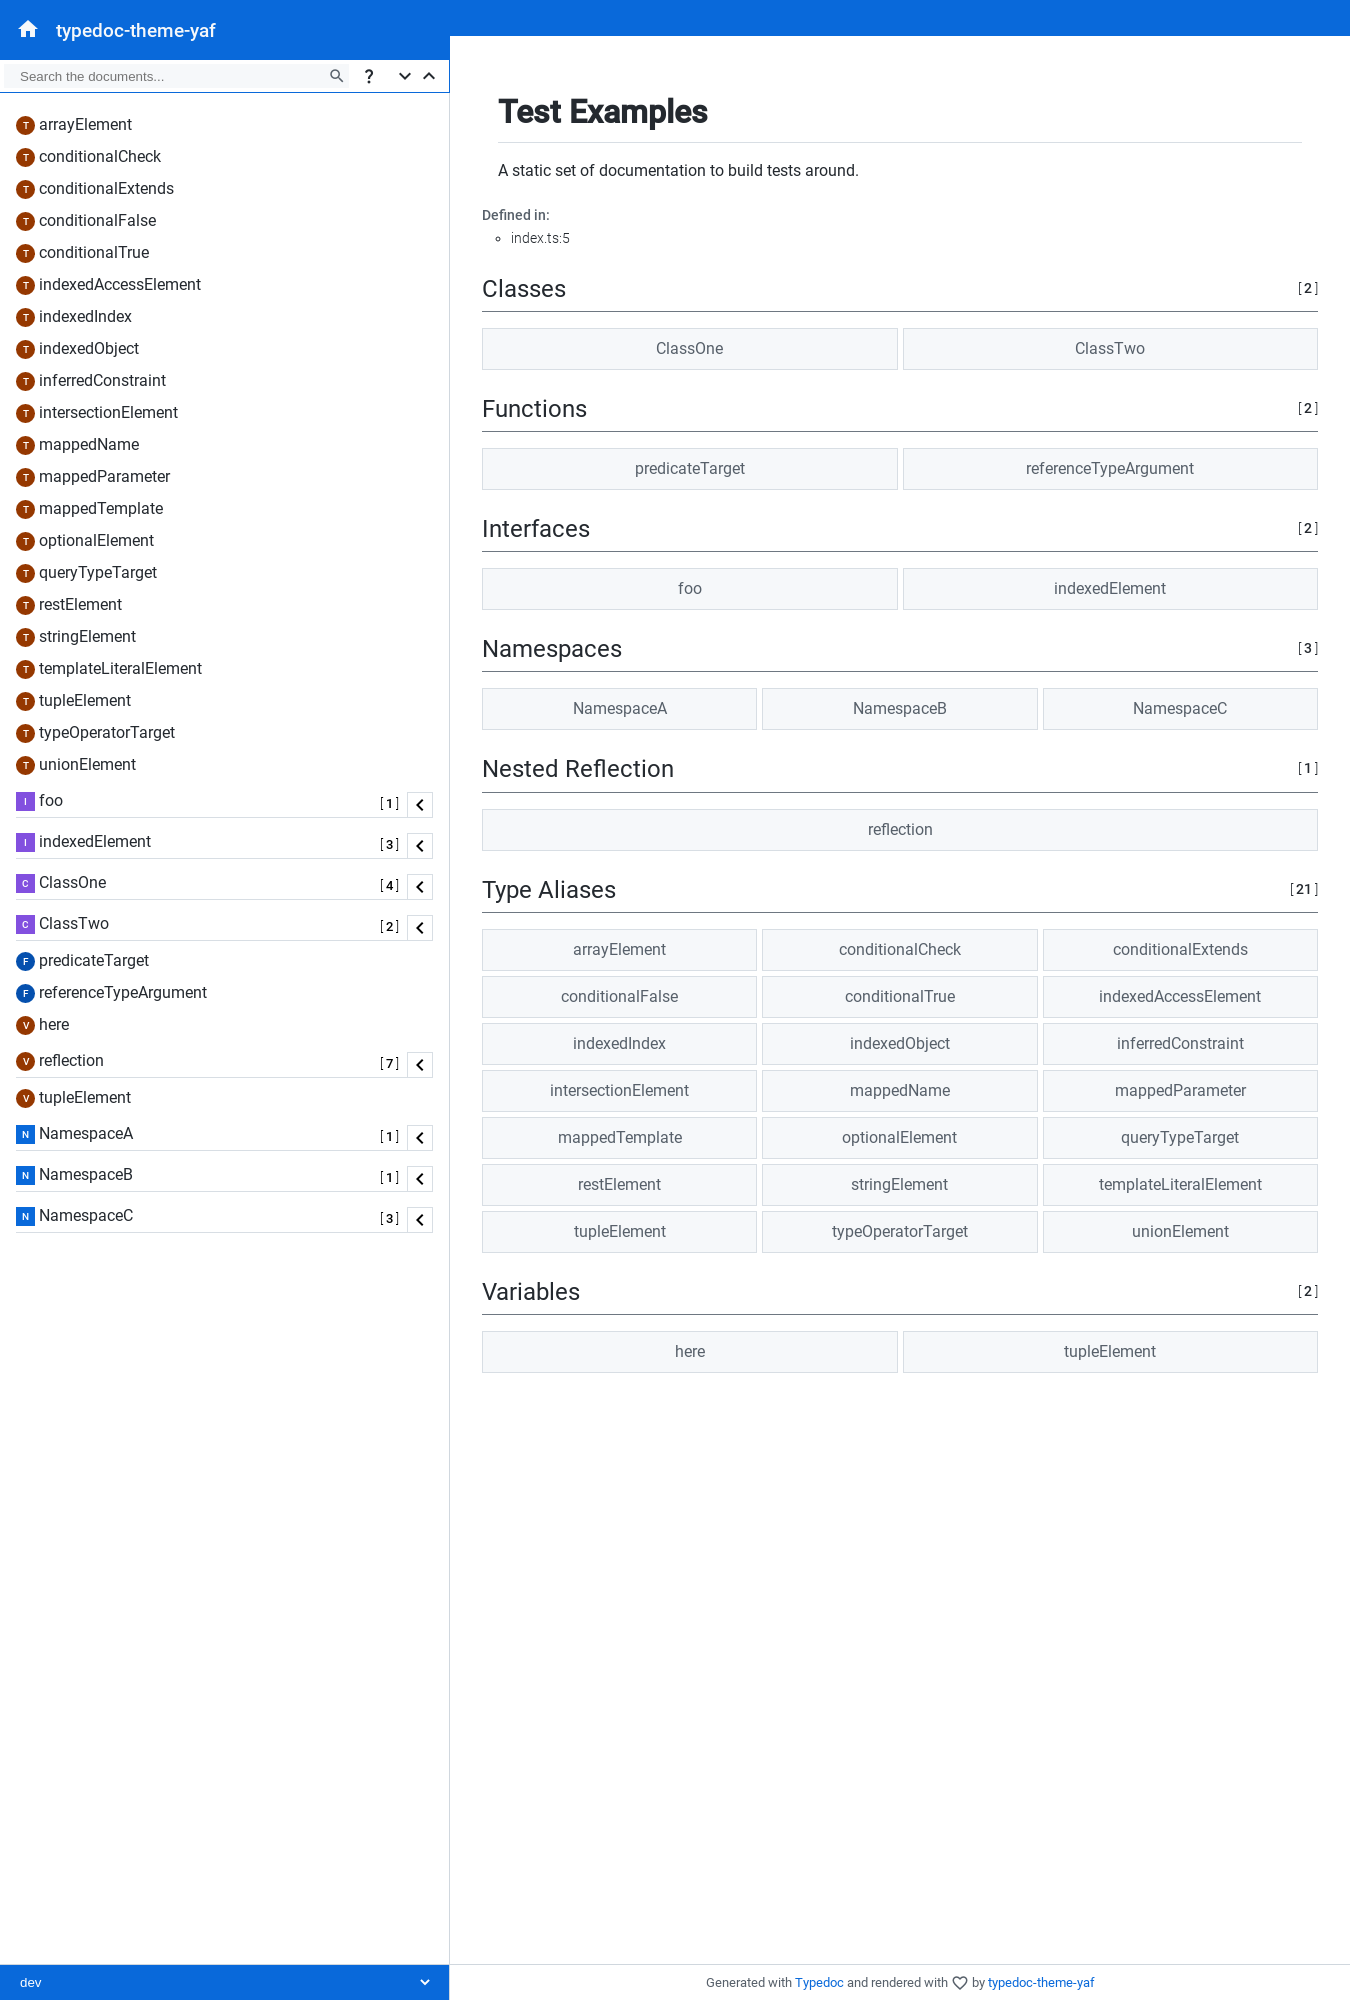 typedoc-theme-yaf
Search the documents...
?
T arrayElement
T conditionalCheck
T conditionalExtends
T conditionalFalse
T conditionalTrue
T indexedAccessElement
T indexedIndex
T indexedObject
T inferredConstraint
T intersectionElement
T mappedName
T mappedParameter
T mappedTemplate
T optionalElement
T queryTypeTarget
T restElement
T stringElement
T templateLiteralElement
T tupleElement
T typeOperatorTarget
T unionElement
I foo [ 1 ]
I indexedElement [ 3 ]
C ClassOne [ 4 ]
C ClassTwo [ 2 ]
F predicateTarget
F referenceTypeArgument
V here
V reflection [ 7 ]
V tupleElement
N NamespaceA [ 1 ]
N NamespaceB [ 1 ]
N NamespaceC [ 3 ]
dev
Test Examples
A static set of documentation to build tests around.
Defined in:
index.ts:5
Classes [ 2 ]
ClassOne ClassTwo
Functions [ 2 ]
predicateTarget referenceTypeArgument
Interfaces [ 2 ]
foo indexedElement
Namespaces [ 3 ]
NamespaceA NamespaceB NamespaceC
Nested Reflection [ 1 ]
reflection
Type Aliases [ 21 ]
arrayElement conditionalCheck conditionalExtends
conditionalFalse conditionalTrue indexedAccessElement
indexedIndex indexedObject inferredConstraint
intersectionElement mappedName mappedParameter
mappedTemplate optionalElement queryTypeTarget
restElement stringElement templateLiteralElement
tupleElement typeOperatorTarget unionElement
Variables [ 2 ]
here tupleElement
Generated with Typedoc and rendered with ♡ by typedoc-theme-yaf